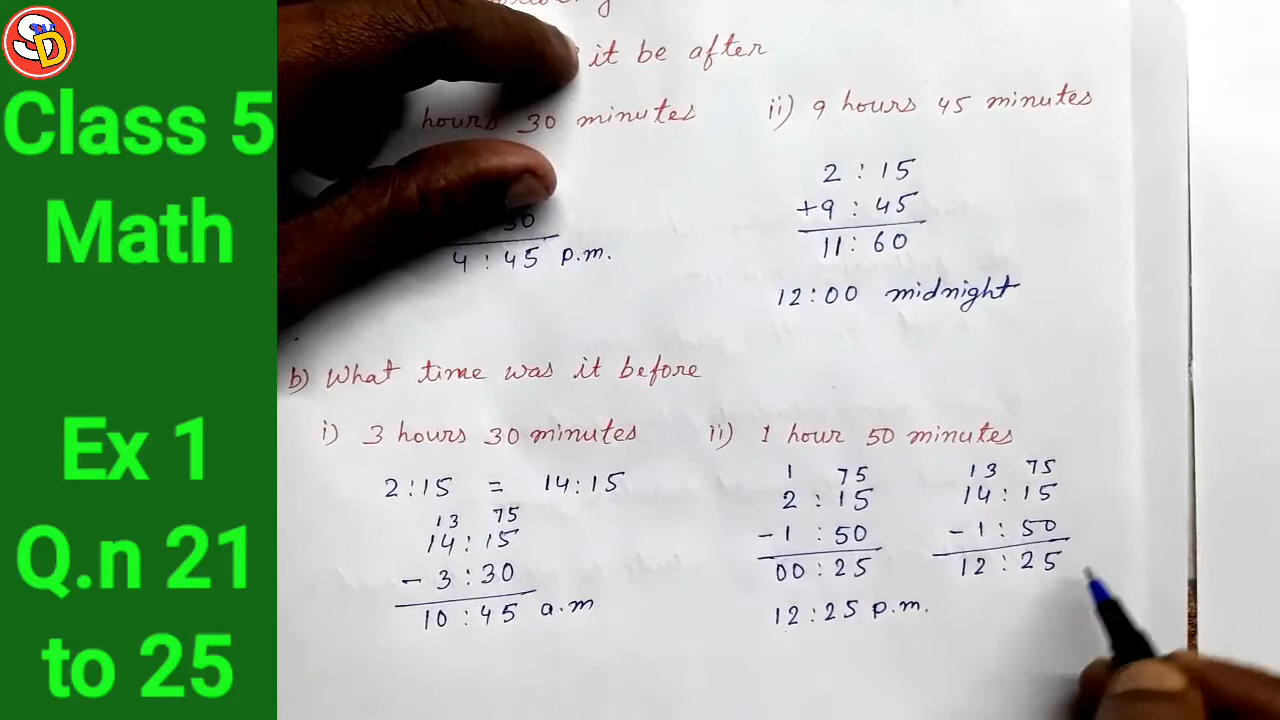 SD
Class 5
Math
Ex 1
Q.n 21
to 25
it be after
hours 30 minutes
30
4:45 p.m.
ii) 9 hours 45 minutes
2:15
+9:45
11:60
12:00 midnight
b) What time was it before
i) 3 hours 30 minutes
2:15 = 14:15
13 75
14:15
-3:30
10:45 a.m
ii) 1 hour 50 minutes
1 75
2:15
-1:50
00:25
12:25 p.m.
13 75
14:15
-1:50
12:25